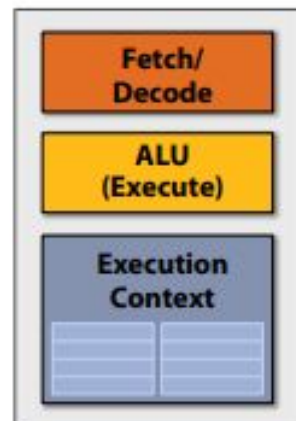 Fetch/
Decode
ALU
(Execute)
Execution
Context